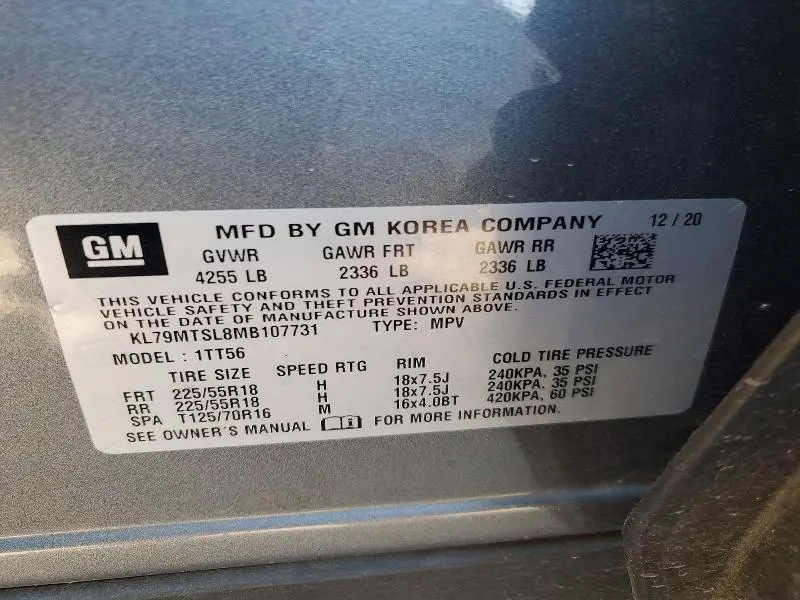 GM MFD BY GM KOREA COMPANY 12 / 20
GVWR GAWR FRT GAWR RR
4255 LB 2336 LB 2336 LB
THIS VEHICLE CONFORMS TO ALL APPLICABLE U.S. FEDERAL MOTOR
VEHICLE SAFETY AND THEFT PREVENTION STANDARDS IN EFFECT
ON THE DATE OF MANUFACTURE SHOWN ABOVE.
KL79MTSL8MB107731 TYPE: MPV
MODEL : 1TT56
TIRE SIZE SPEED RTG RIM COLD TIRE PRESSURE
FRT 225/55R18 H 18x7.5J 240KPA, 35 PSI
RR 225/55R18 H 18x7.5J 240KPA, 35 PSI
SPA T125/70R16 M 16x4.0BT 420KPA, 60 PSI
SEE OWNER'S MANUAL FOR MORE INFORMATION.